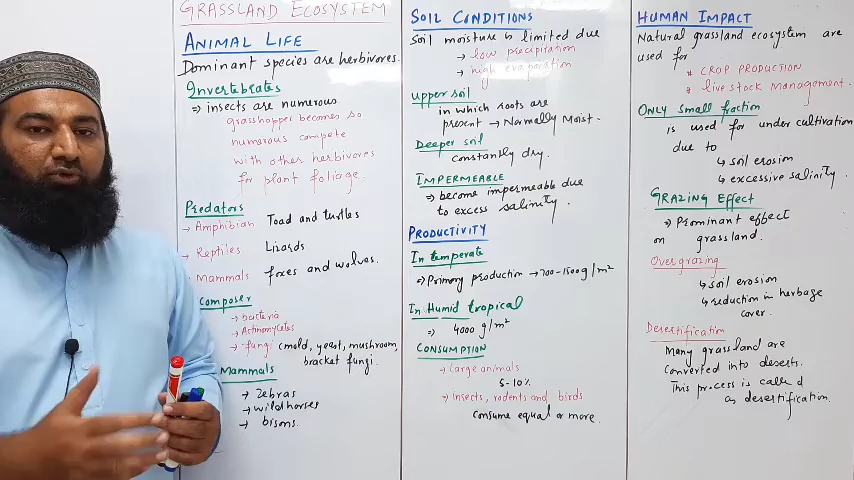 GRASSLAND ECOSYSTEM
ANIMAL LIFE
Dominant species are herbivores.
Invertebrates
⇒ insects are numerous
grasshopper becomes so
numerous compete
with other herbivores
for plant foliage.
Predators
→ Amphibian Toad and turtles
→ Reptiles Lizards
→ Mammals foxes and wolves.
Composer
→ bacteria
→ Actinomycetes
→ fungi (mold, yeast, mushroom,
bracket fungi.
Mammals
→ Zebras
→ wild horses
→ bisons.
SOIL CONDITIONS
Soil moisture is limited due
→ low precipitation
→ high evaporation
upper soil
in which roots are
present → Normally Moist.
Deeper soil
constantly dry.
IMPERMEABLE
⇒ become impermeable due
to excess salinity.
PRODUCTIVITY
In temperate
⇒ Primary production → 700-1500g/m²
In Humid tropical
⇒ 4000 g/m²
CONSUMPTION
→ Large animals
5-10%
→ Insects, rodents and birds
Consume equal or more.
HUMAN IMPACT
Natural grassland ecosystem are
used for
* CROP PRODUCTION
* live stock Management.
ONLY Small fraction
is used for under cultivation
due to
↳ soil erosion
↳ excessive salinity.
GRAZING EFFECT
⇒ Prominant effect
on grassland.
Overgrazing
↳ soil erosion
↳ reduction in herbage
cover.
Desertification
Many grassland are
Converted into deserts.
This process is called
as desertification.